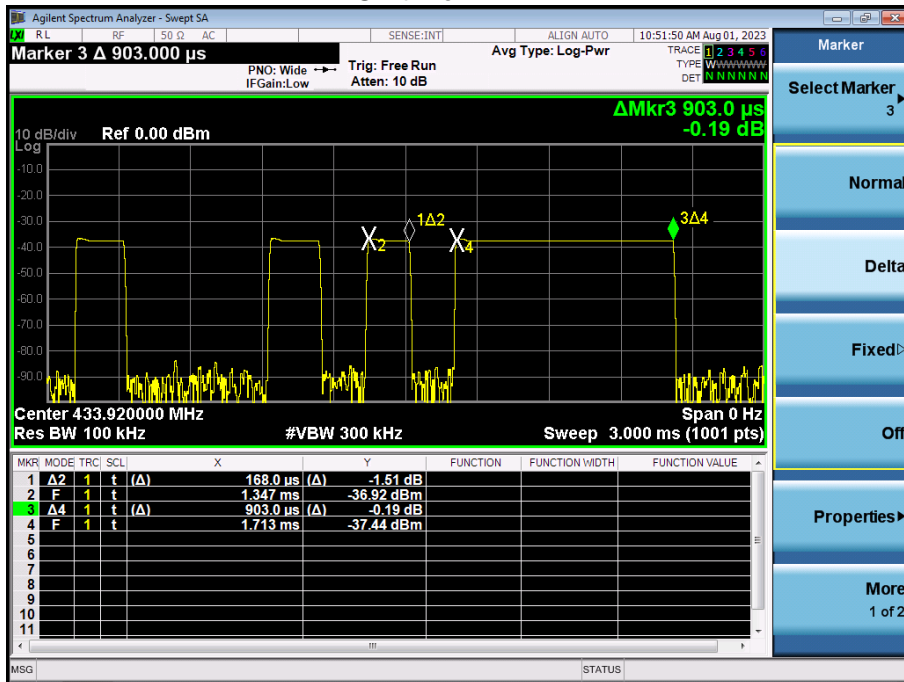 Agilent Spectrum Analyzer - Swept SA
LXI RL RF 50 Ω AC SENSE:INT ALIGN AUTO 10:51:50 AM Aug 01, 2023
Marker 3 Δ 903.000 µs
PNO: Wide
IFGain:Low
Trig: Free Run
Atten: 10 dB
Avg Type: Log-Pwr
TRACE 1 2 3 4 5 6
TYPE WWWWWW
DET N N N N N N
ΔMkr3 903.0 µs
-0.19 dB
10 dB/div Ref 0.00 dBm
Log
-10.0
-20.0
-30.0
-40.0
-50.0
-60.0
-70.0
-80.0
-90.0
X2
1Δ2
X4
3Δ4
Center 433.920000 MHz Span 0 Hz
Res BW 100 kHz #VBW 300 kHz Sweep 3.000 ms (1001 pts)
MKR MODE TRC SCL X Y FUNCTION FUNCTION WIDTH FUNCTION VALUE
1 Δ2 1 t (Δ) 168.0 µs (Δ) -1.51 dB
2 F 1 t 1.347 ms -36.92 dBm
3 Δ4 1 t (Δ) 903.0 µs (Δ) -0.19 dB
4 F 1 t 1.713 ms -37.44 dBm
5
6
7
8
9
10
11
MSG STATUS
Marker
Select Marker
3
Normal
Delta
Fixed
Off
Properties
More
1 of 2